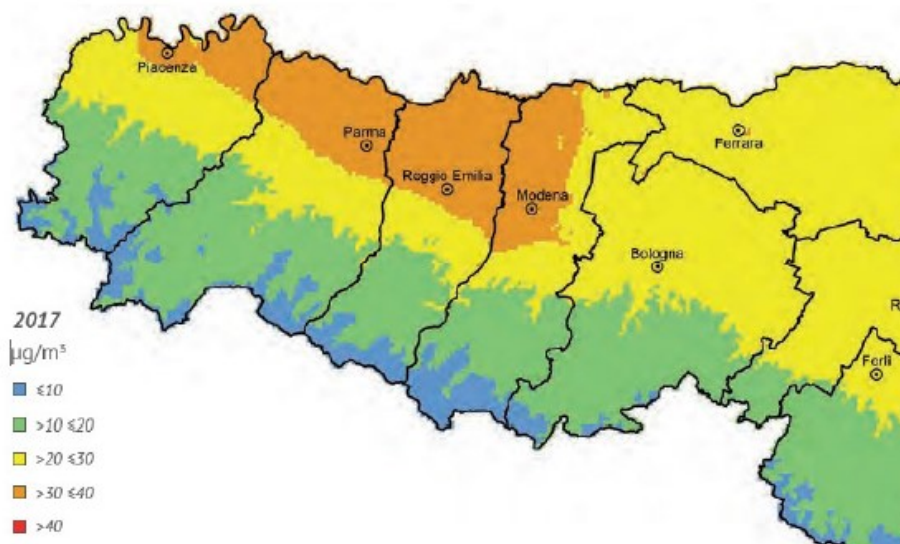 Piacenza
Parma
Reggio Emilia
Modena
Ferrara
Bologna
R
Forlì
2017
µg/m³
≤10
>10 ≤20
>20 ≤30
>30 ≤40
>40